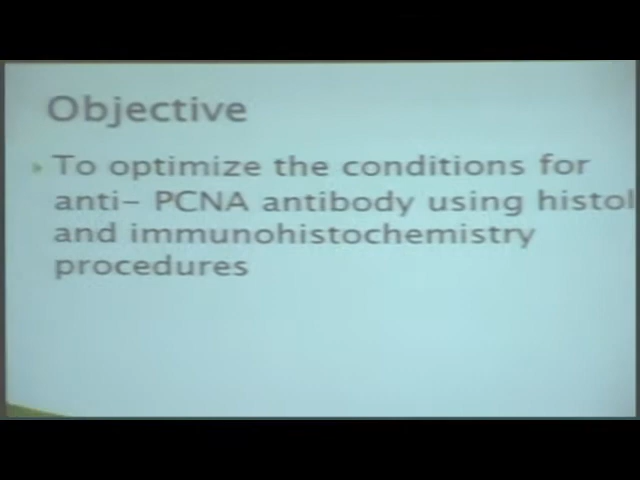 Objective
To optimize the conditions for
anti- PCNA antibody using histol
and immunohistochemistry
procedures